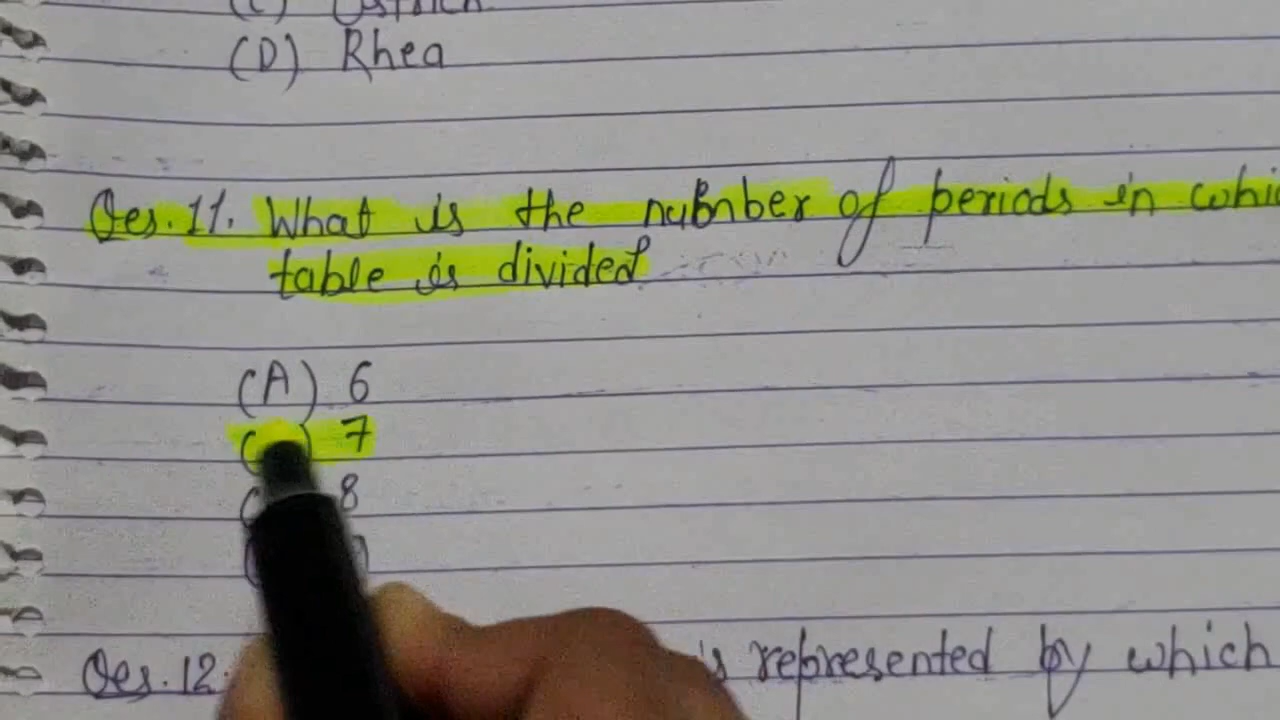 (D) Rhea
Qes. 11. What is the number of periods in
table is divided
(A) 6
7
8
Qes. 12.
represented by which